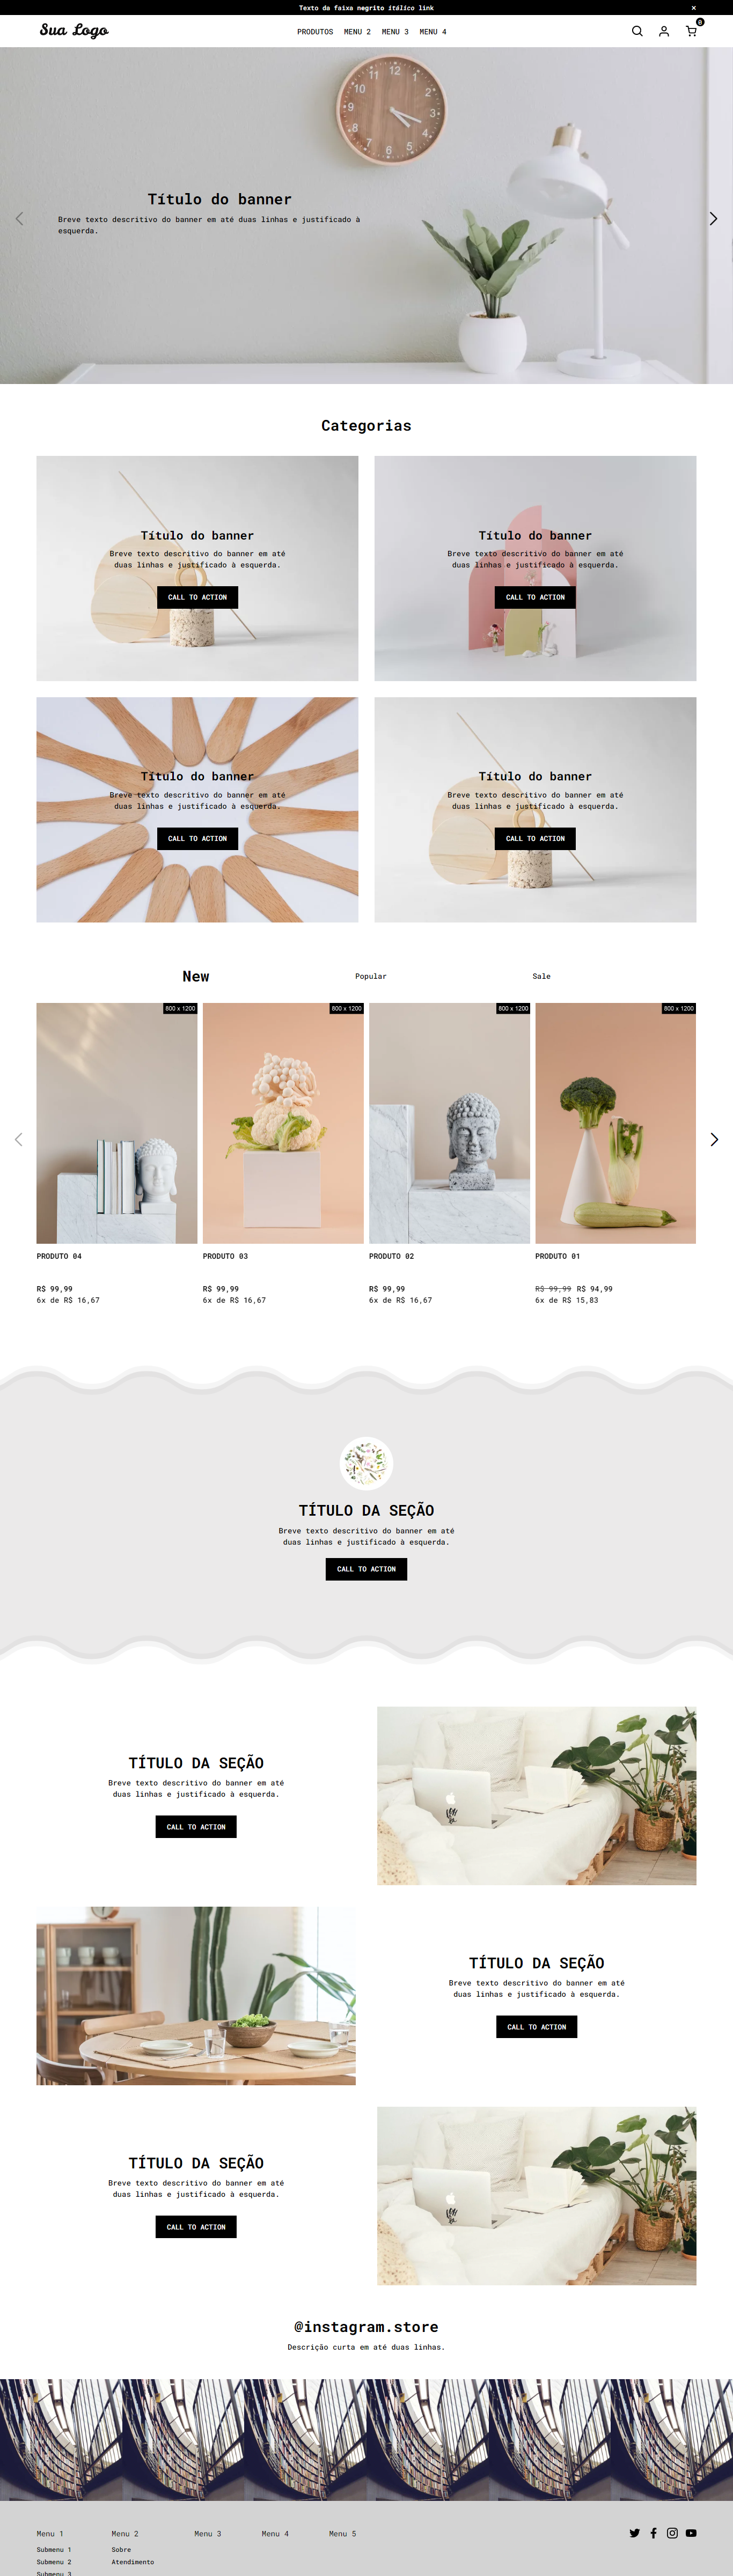 Texto da faixa negrito itálico link
×
Sua Logo
PRODUTOS MENU 2 MENU 3 MENU 4
0
Título do banner
Breve texto descritivo do banner em até duas linhas e justificado à
esquerda.
Categorias
Título do banner
Breve texto descritivo do banner em até
duas linhas e justificado à esquerda.
CALL TO ACTION
Título do banner
Breve texto descritivo do banner em até
duas linhas e justificado à esquerda.
CALL TO ACTION
Título do banner
Breve texto descritivo do banner em até
duas linhas e justificado à esquerda.
CALL TO ACTION
Título do banner
Breve texto descritivo do banner em até
duas linhas e justificado à esquerda.
CALL TO ACTION
New Popular Sale
800 x 1200
800 x 1200
800 x 1200
800 x 1200
PRODUTO 04
R$ 99,99
6x de R$ 16,67
PRODUTO 03
R$ 99,99
6x de R$ 16,67
PRODUTO 02
R$ 99,99
6x de R$ 16,67
PRODUTO 01
R$ 99,99 R$ 94,99
6x de R$ 15,83
TÍTULO DA SEÇÃO
Breve texto descritivo do banner em até
duas linhas e justificado à esquerda.
CALL TO ACTION
TÍTULO DA SEÇÃO
Breve texto descritivo do banner em até
duas linhas e justificado à esquerda.
CALL TO ACTION
TÍTULO DA SEÇÃO
Breve texto descritivo do banner em até
duas linhas e justificado à esquerda.
CALL TO ACTION
TÍTULO DA SEÇÃO
Breve texto descritivo do banner em até
duas linhas e justificado à esquerda.
CALL TO ACTION
@instagram.store
Descrição curta em até duas linhas.
Menu 1
Submenu 1
Submenu 2
Submenu 3
Menu 2
Sobre
Atendimento
Menu 3
Menu 4
Menu 5